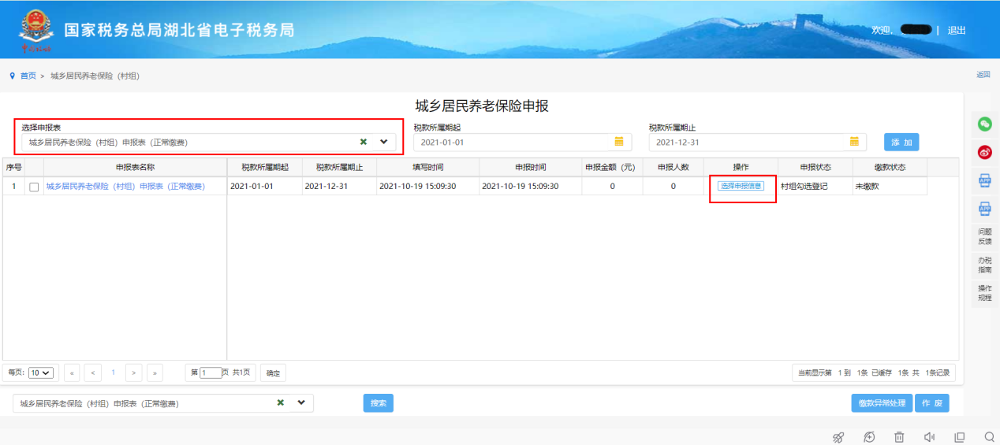 国家税务总局湖北省电子税务局
欢迎, | 退出
首页 > 城乡居民养老保险（村组） 返回
城乡居民养老保险申报
选择申报表 税款所属期起 税款所属期止
城乡居民养老保险（村组）申报表（正常缴费） 2021-01-01 2021-12-31 添 加
序号 申报表名称 税款所属期起 税款所属期止 填写时间 申报时间 申报金额（元） 申报人数 操作 申报状态 缴款状态
1 城乡居民养老保险（村组）申报表（正常缴费） 2021-01-01 2021-12-31 2021-10-19 15:09:30 2021-10-19 15:09:30 0 0 选择申报信息 村组勾选登记 未缴款
APP
APP
问题
反馈
办税
指南
操作
规程
每页: 10 « < 1 > » 第 1 页 共1页 确定 当前显示第 1 到 1条 已缓存 1条 共 1条记录
城乡居民养老保险（村组）申报表（正常缴费） 搜索 缴款异常处理 作 废